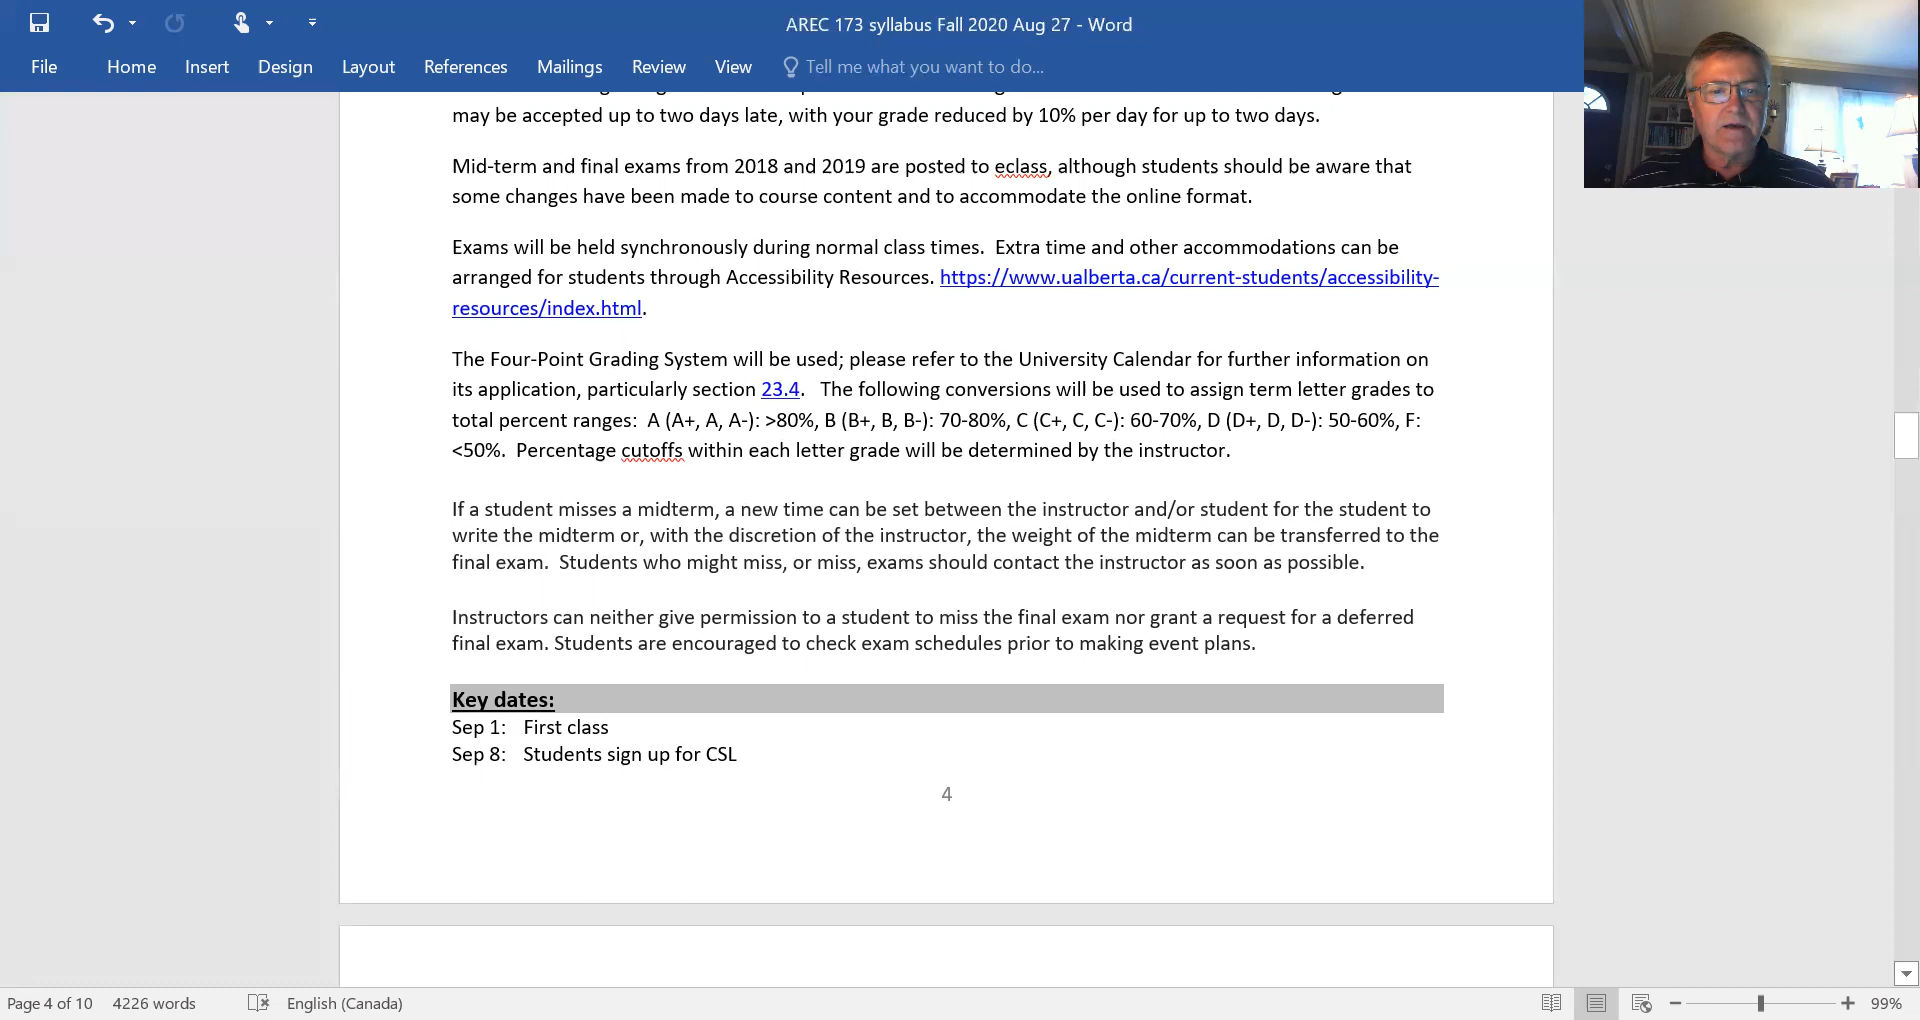 AREC 173 syllabus Fall 2020 Aug 27 - Word
File Home Insert Design Layout References Mailings Review View Tell me what you want to do...
may be accepted up to two days late, with your grade reduced by 10% per day for up to two days.
Mid-term and final exams from 2018 and 2019 are posted to eclass, although students should be aware that
some changes have been made to course content and to accommodate the online format.
Exams will be held synchronously during normal class times.  Extra time and other accommodations can be
arranged for students through Accessibility Resources. https://www.ualberta.ca/current-students/accessibility-
resources/index.html.
The Four-Point Grading System will be used; please refer to the University Calendar for further information on
its application, particularly section 23.4.   The following conversions will be used to assign term letter grades to
total percent ranges:  A (A+, A, A-): >80%, B (B+, B, B-): 70-80%, C (C+, C, C-): 60-70%, D (D+, D, D-): 50-60%, F:
<50%.  Percentage cutoffs within each letter grade will be determined by the instructor.
If a student misses a midterm, a new time can be set between the instructor and/or student for the student to
write the midterm or, with the discretion of the instructor, the weight of the midterm can be transferred to the
final exam.  Students who might miss, or miss, exams should contact the instructor as soon as possible.
Instructors can neither give permission to a student to miss the final exam nor grant a request for a deferred
final exam. Students are encouraged to check exam schedules prior to making event plans.
Key dates:
Sep 1:   First class
Sep 8:   Students sign up for CSL
4
Page 4 of 10 4226 words English (Canada) 99%